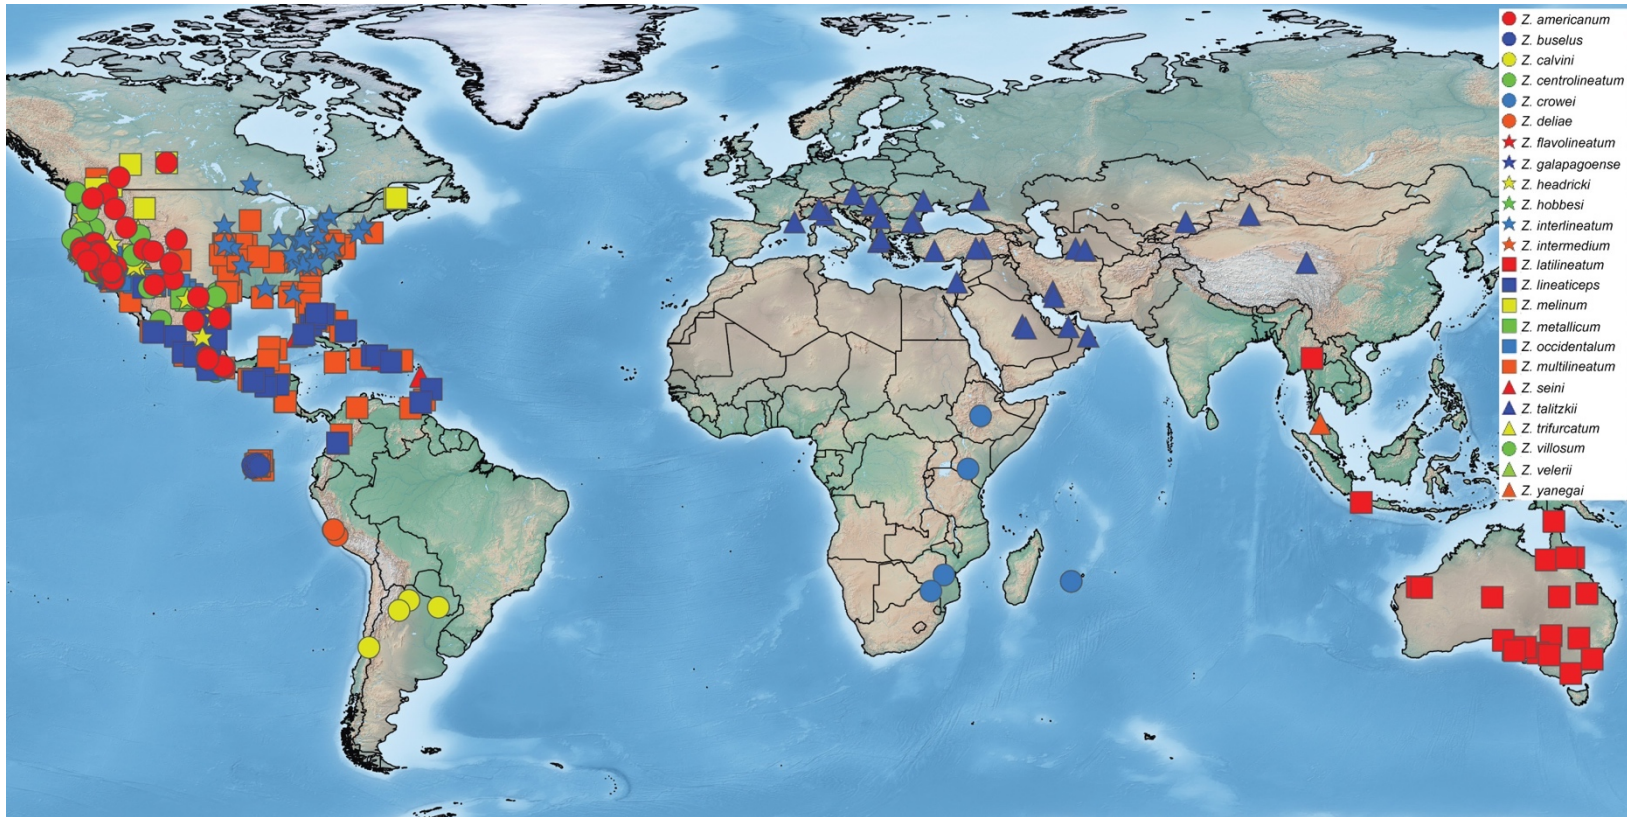 Z. americanum
Z. buselus
Z. calvini
Z. centrolineatum
Z. crowei
Z. deliae
Z. flavolineatum
Z. galapagoense
Z. headricki
Z. hobbesi
Z. interlineatum
Z. intermedium
Z. latilineatum
Z. lineaticeps
Z. melinum
Z. metallicum
Z. occidentalum
Z. multilineatum
Z. seini
Z. talitzkii
Z. trifurcatum
Z. villosum
Z. velerii
Z. yanegai